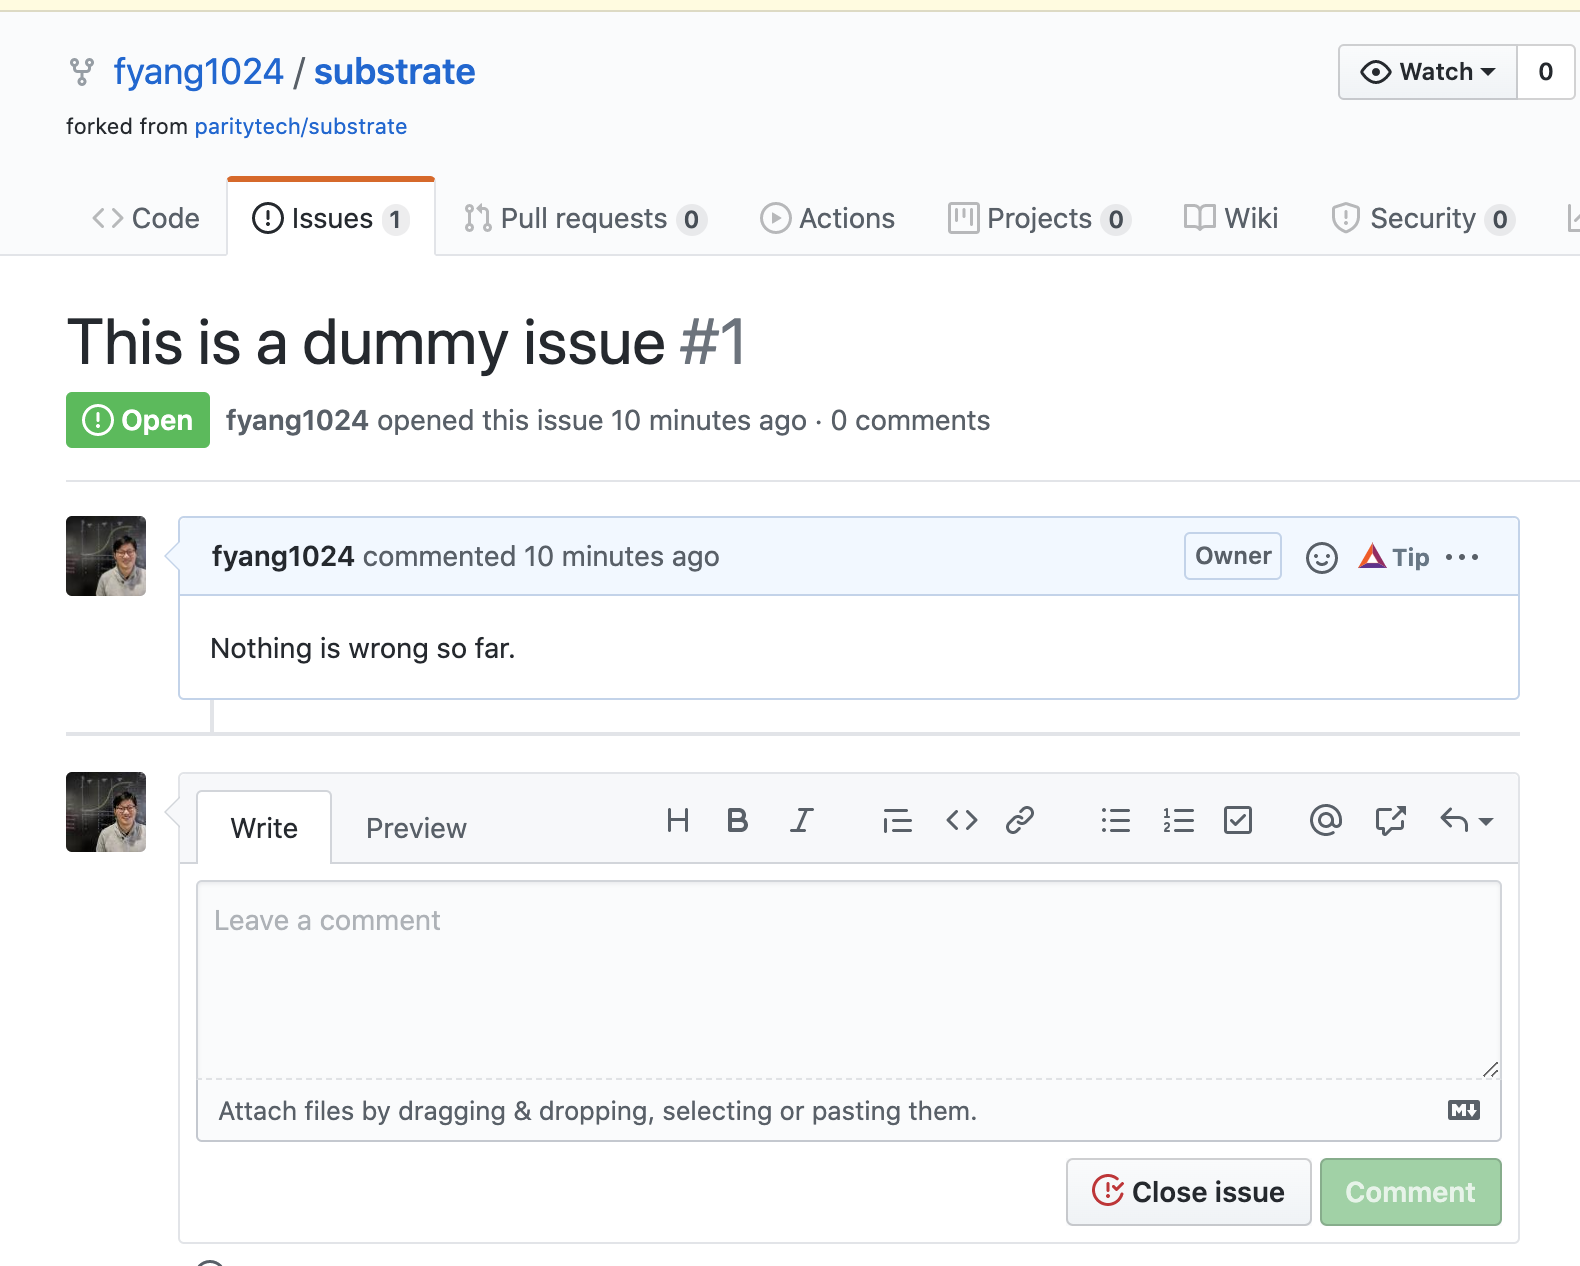 fyang1024 / substrate
Watch 0
forked from paritytech/substrate
Code Issues 1 Pull requests 0 Actions Projects 0 Wiki Security 0
This is a dummy issue #1
Open fyang1024 opened this issue 10 minutes ago · 0 comments
fyang1024 commented 10 minutes ago Owner Tip ...
Nothing is wrong so far.
Write Preview
Leave a comment
Attach files by dragging & dropping, selecting or pasting them.
Close issue Comment